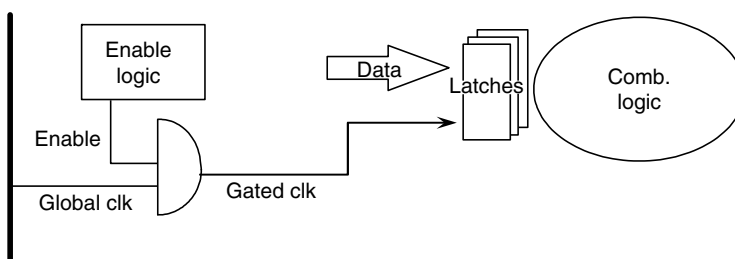 Enable
logic
Data
Latches
Comb.
logic
Enable
Global clk
Gated clk